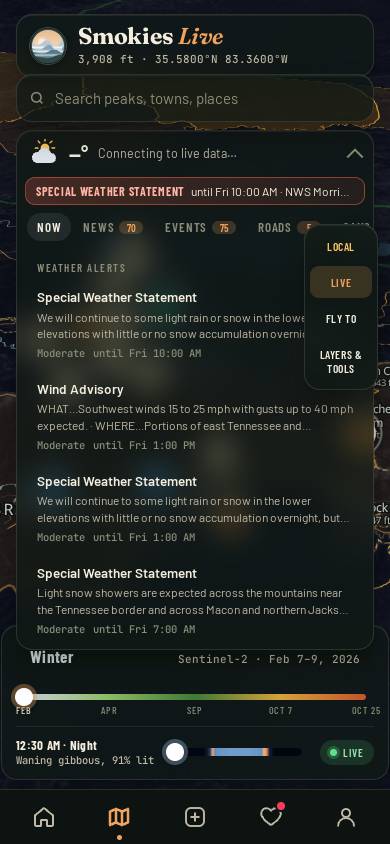 Smokies Live
3,908 ft · 35.5800°N 83.3600°W
Search peaks, towns, places
—° Connecting to live data…
SPECIAL WEATHER STATEMENT until Fri 10:00 AM · NWS Morri…
NOW NEWS 70 EVENTS 75 ROADS
LOCAL
LIVE
FLY TO
LAYERS & TOOLS
WEATHER ALERTS
Special Weather Statement
We will continue to some light rain or snow in the
elevations with little or no snow accumulation
Moderate until Fri 10:00 AM
Wind Advisory
WHAT...Southwest winds 15 to 25 mph with gusts up to 40 mph
expected. · WHERE...Portions of east Tennessee and…
Moderate until Fri 1:00 PM
Special Weather Statement
We will continue to some light rain or snow in the lower
elevations with little or no snow accumulation overnight, but…
Moderate until Fri 1:00 AM
Special Weather Statement
Light snow showers are expected across the mountains near
the Tennessee border and across Macon and northern Jacks…
Moderate until Fri 7:00 AM
Winter Sentinel-2 · Feb 7–9, 2026
FEB APR SEP OCT 7 OCT 25
12:30 AM · Night
Waning gibbous, 91% lit
LIVE